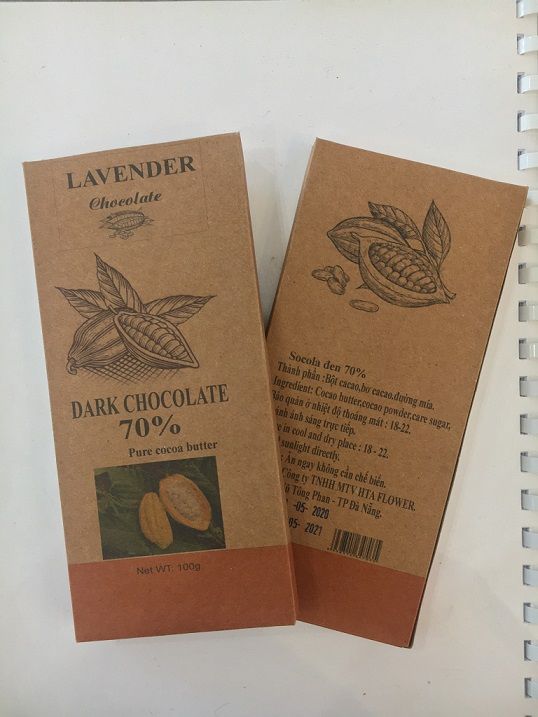 LAVENDER
Chocolate
DARK CHOCOLATE
70%
Pure cocoa butter
Net WT: 100g
Socola đen 70%
Thành phần :Bột cacao,bơ cacao,đường mía.
Ingredient: Cocoa butter,cocao powder,care sugar,
Bảo quản ở nhiệt độ thoáng mát : 18-22.
ánh sáng trực tiếp.
in cool and dry place : 18 - 22.
sunlight directly.
: Ăn ngay không cần chế biến.
Công ty TNHH MTV HTA FLOWER.
Tông Phan - TP Đà Nẵng.
-05- 2020
05- 2021